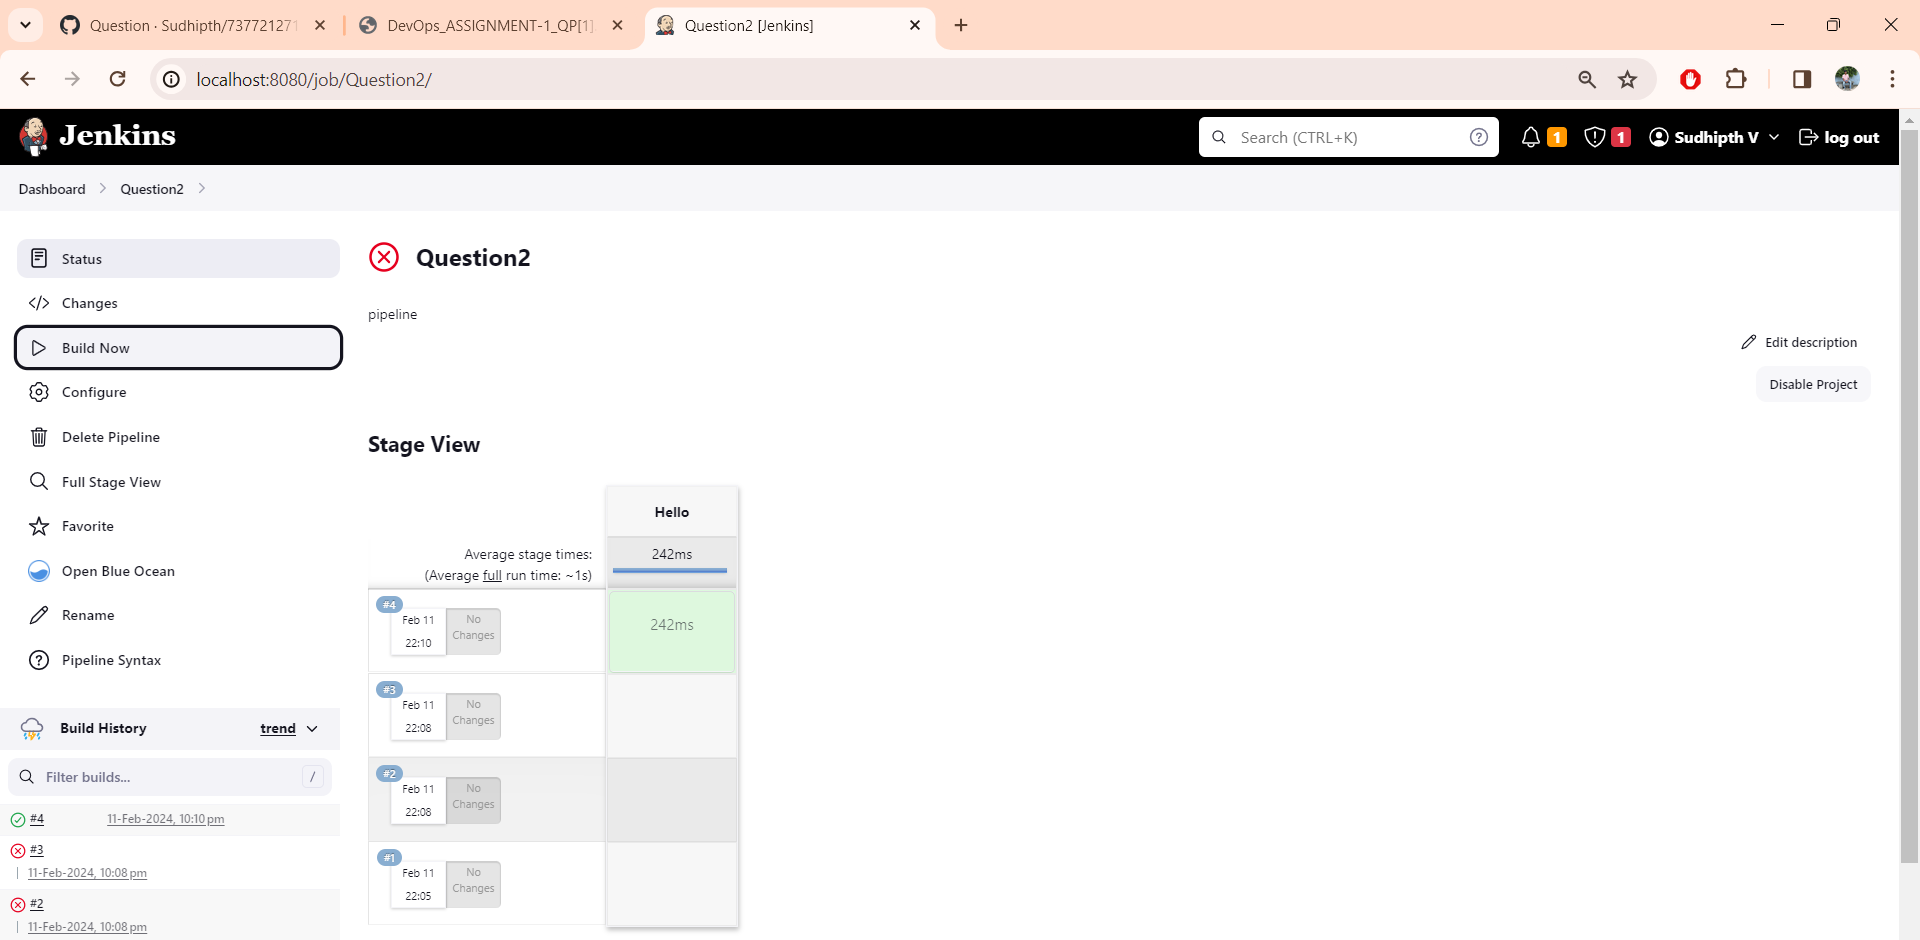 Question · Sudhipth/737721271
DevOps_ASSIGNMENT-1_QP[1]
Question2 [Jenkins]
localhost:8080/job/Question2/
Jenkins
Search (CTRL+K)
?
1
1
Sudhipth V
log out
Dashboard
Question2
Status
Changes
Build Now
Configure
Delete Pipeline
Full Stage View
Favorite
Open Blue Ocean
Rename
Pipeline Syntax
Build History
trend
Filter builds...
/
#4
11-Feb-2024, 10:10 pm
#3
11-Feb-2024, 10:08 pm
#2
11-Feb-2024, 10:08 pm
Question2
pipeline
Edit description
Disable Project
Stage View
Hello
Average stage times:
(Average full run time: ~1s)
242ms
#4
Feb 11
22:10
No
Changes
242ms
#3
Feb 11
22:08
No
Changes
#2
Feb 11
22:08
No
Changes
#1
Feb 11
22:05
No
Changes